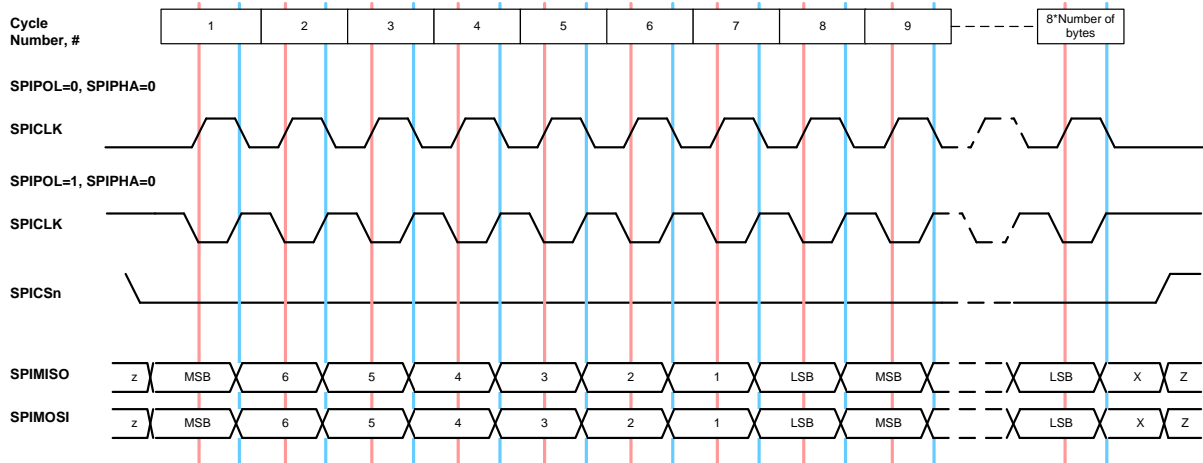 Cycle
Number, #
1 2 3 4 5 6 7 8 9 8*Number of
bytes
SPIPOL=0, SPIPHA=0
SPICLK
SPIPOL=1, SPIPHA=0
SPICLK
SPICSn
SPIMISO z MSB 6 5 4 3 2 1 LSB MSB LSB X Z
SPIMOSI z MSB 6 5 4 3 2 1 LSB MSB LSB X Z